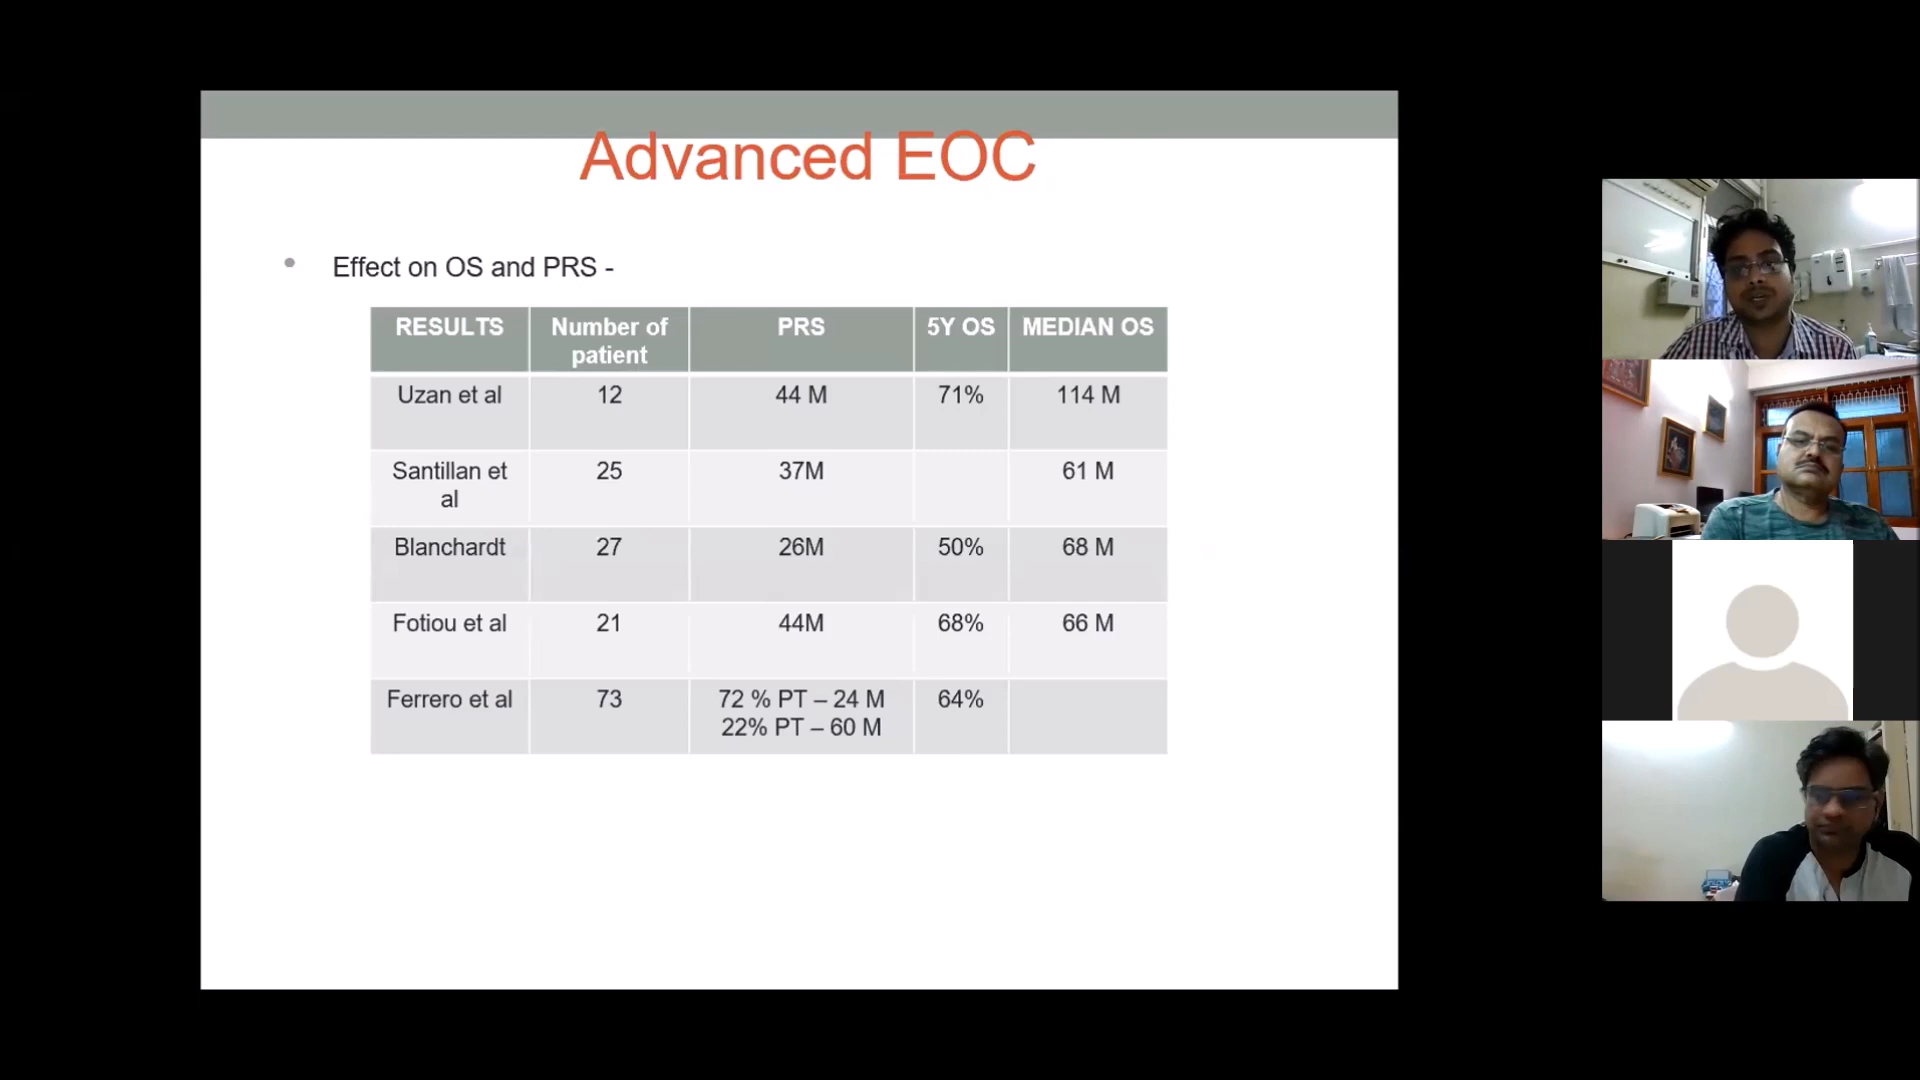 Advanced EOC
Effect on OS and PRS -
RESULTS
Number of
patient
PRS
5Y OS
MEDIAN OS
Uzan et al
12
44 M
71%
114 M
Santillan et
al
25
37M
61 M
Blanchardt
27
26M
50%
68 M
Fotiou et al
21
44M
68%
66 M
Ferrero et al
73
72 % PT – 24 M
22% PT – 60 M
64%